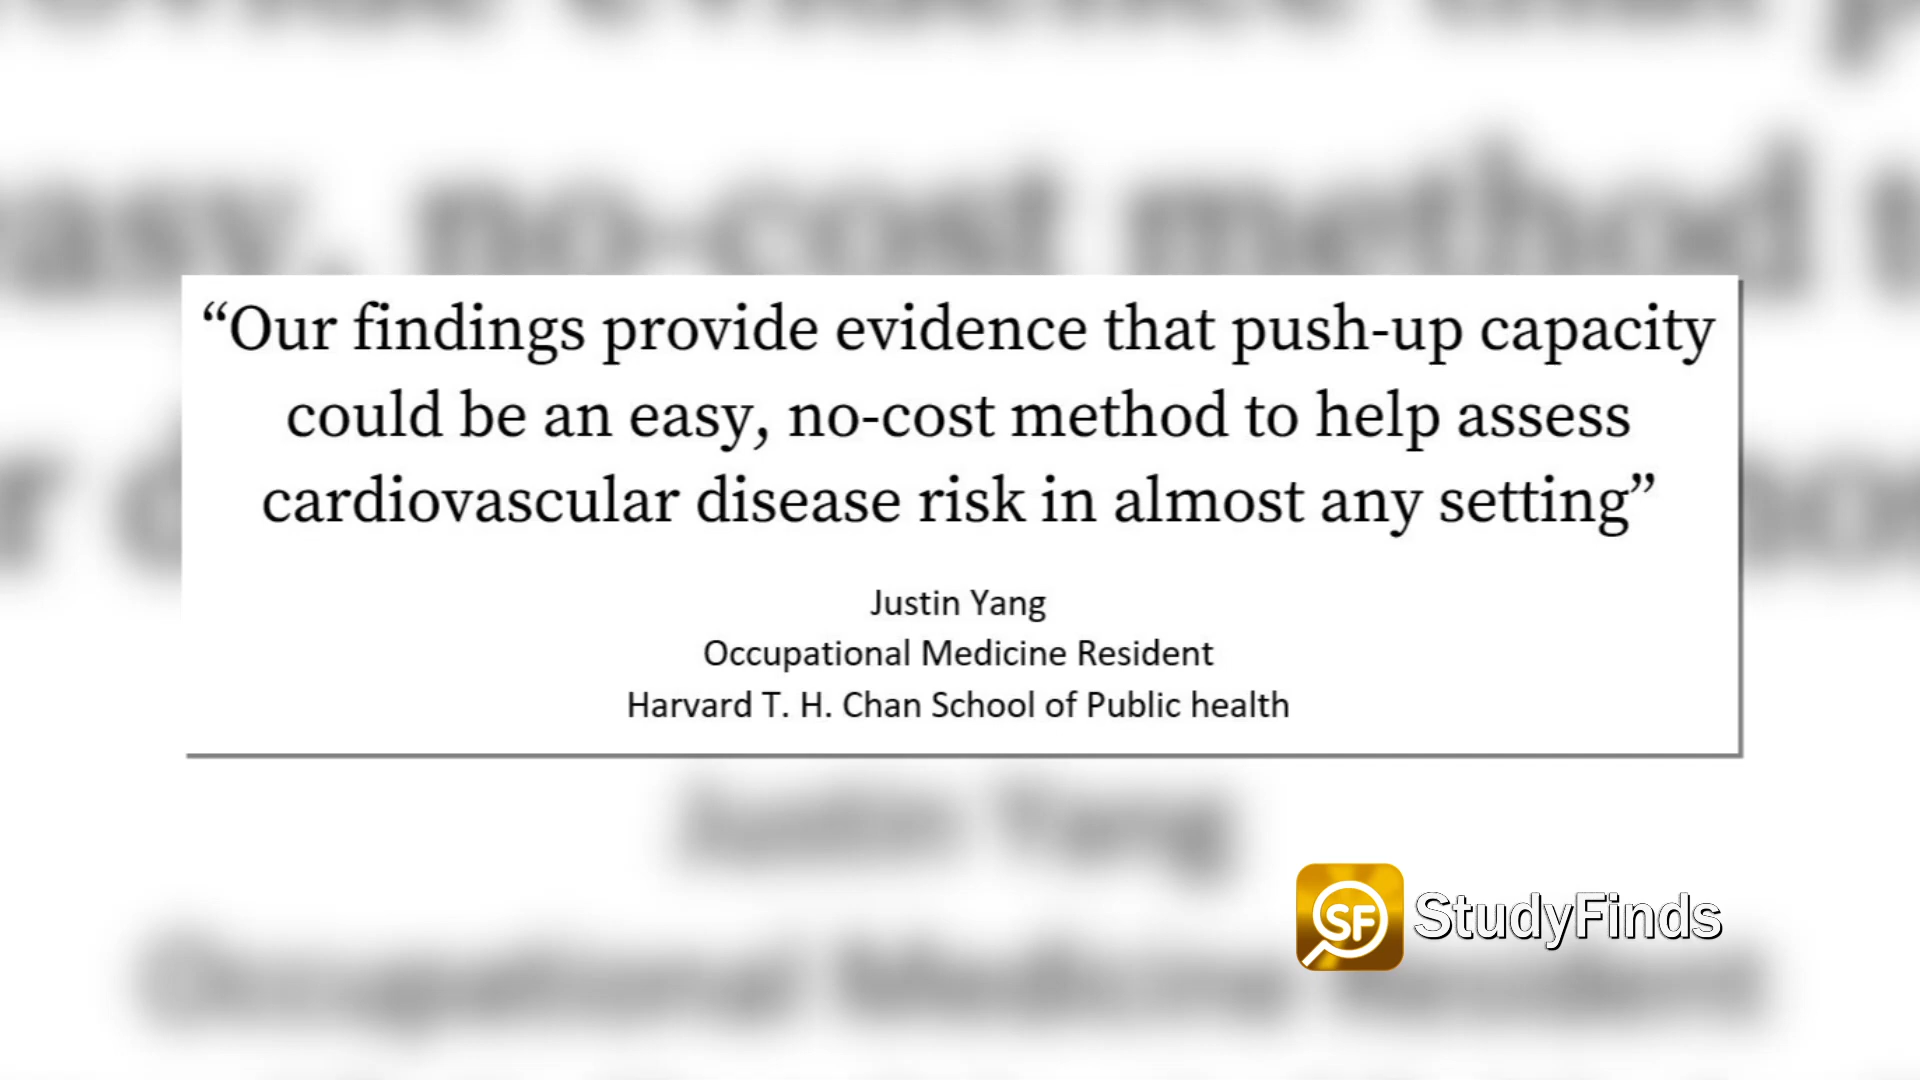 “Our findings provide evidence that push-up capacity
could be an easy, no-cost method to help assess
cardiovascular disease risk in almost any setting”
Justin Yang
Occupational Medicine Resident
Harvard T. H. Chan School of Public health
SF StudyFinds